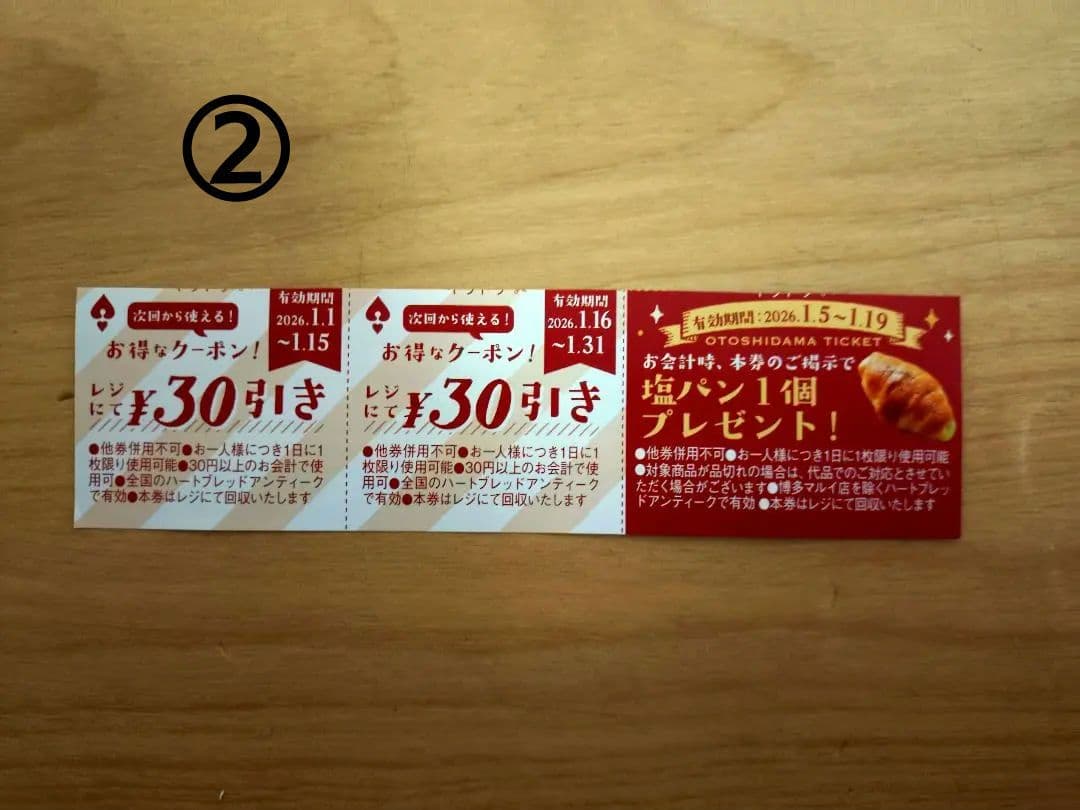 ②
次回から使える！
有効期間
2026.1.1
～1.15
お得なクーポン！
レジにて¥30引き
●他券併用不可●お一人様につき1日に1
枚限り使用可能●30円以上のお会計で使
用可●全国のハートブレッドアンティーク
で有効●本券はレジにて回収いたします
次回から使える！
有効期間
2026.1.16
～1.31
お得なクーポン！
レジにて¥30引き
●他券併用不可●お一人様につき1日に1
枚限り使用可能●30円以上のお会計で使
用可●全国のハートブレッドアンティーク
で有効●本券はレジにて回収いたします
有効期間：2026.1.5～1.19
OTOSHIDAMA TICKET
お会計時、本券のご掲示で
塩パン1個
プレゼント！
●他券併用不可●お一人様につき1日に1枚限り使用可能
●対象商品が品切れの場合は、代品でのご対応とさせてい
ただく場合がございます●博多マルイ店を除くハートブレッ
ドアンティークで有効●本券はレジにて回収いたします